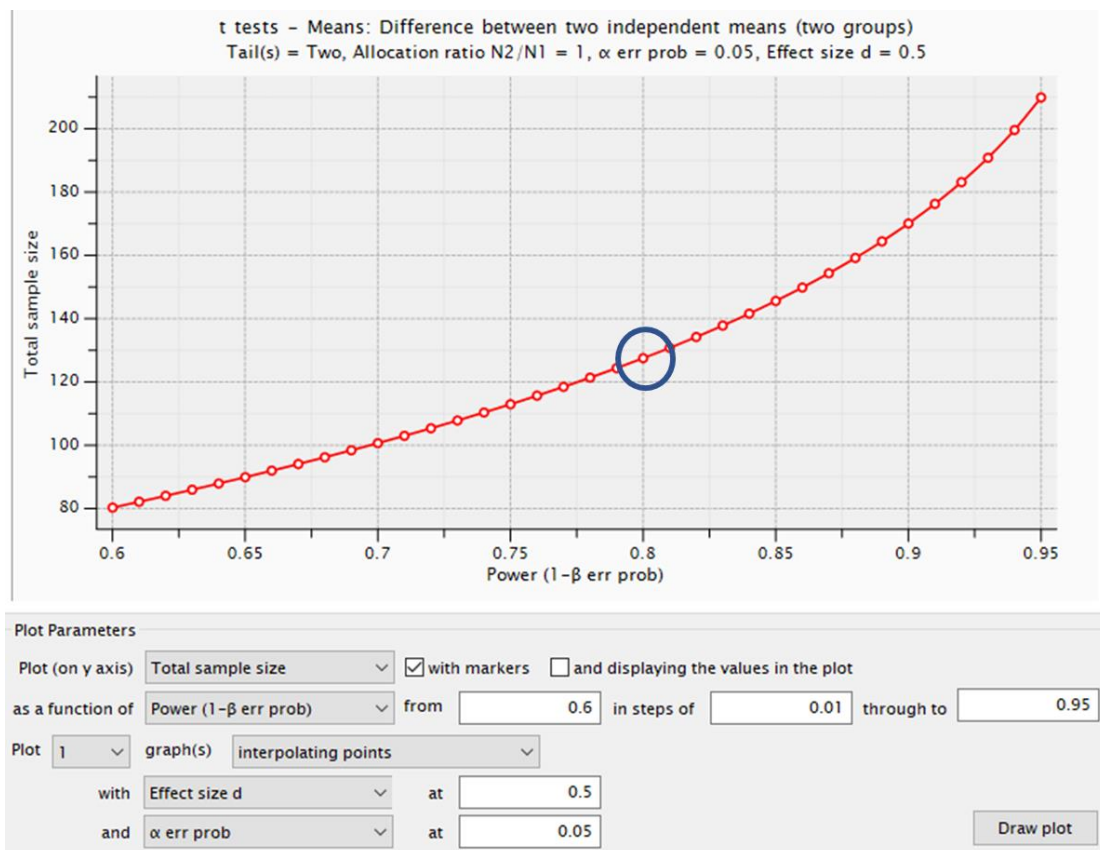 t tests – Means: Difference between two independent means (two groups)
Tail(s) = Two, Allocation ratio N2/N1 = 1, α err prob = 0.05, Effect size d = 0.5
200
180
160
140
120
100
80
Total sample size
0.6 0.65 0.7 0.75 0.8 0.85 0.9 0.95
Power (1-β err prob)
Plot Parameters
Plot (on y axis) Total sample size with markers and displaying the values in the plot
as a function of Power (1-β err prob) from 0.6 in steps of 0.01 through to 0.95
Plot 1 graph(s) interpolating points
with Effect size d at 0.5
and α err prob at 0.05 Draw plot